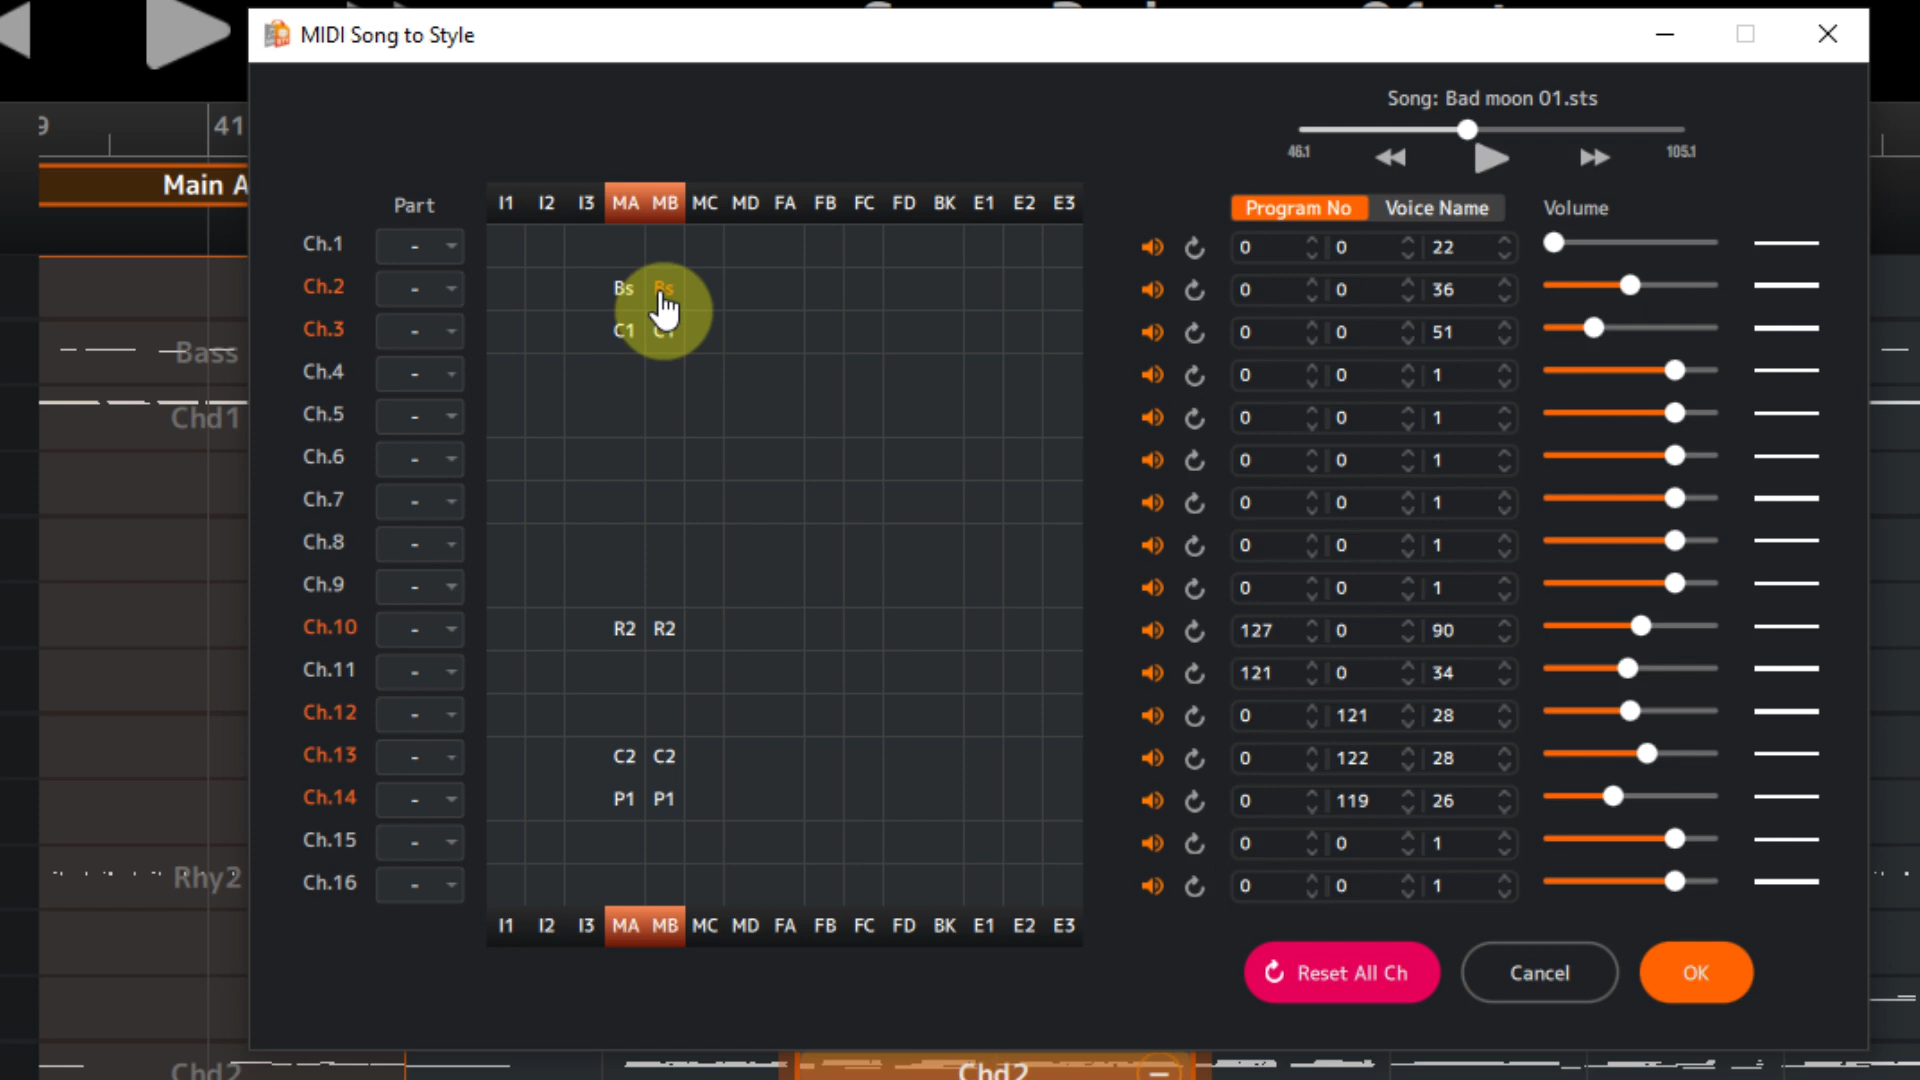 MIDI Song to Style
Song: Bad moon 01.sts
46.1
105.1
9
41
Main A
Part
I1 I2 I3 MA MB MC MD FA FB FC FD BK E1 E2 E3
Program No
Voice Name
Volume
Ch.1 - 0 0 22
Ch.2 - Bs Bs 0 0 36
Ch.3 - C1 C1 0 0 51
Bass
Ch.4 - 0 0 1
Chd1
Ch.5 - 0 0 1
Ch.6 - 0 0 1
Ch.7 - 0 0 1
Ch.8 - 0 0 1
Ch.9 - 0 0 1
Ch.10 - R2 R2 127 0 90
Ch.11 - 121 0 34
Ch.12 - 0 121 28
Ch.13 - C2 C2 0 122 28
Ch.14 - P1 P1 0 119 26
Ch.15 - 0 0 1
Rhy2
Ch.16 - 0 0 1
I1 I2 I3 MA MB MC MD FA FB FC FD BK E1 E2 E3
Reset All Ch
Cancel
OK
Chd2
Chd2